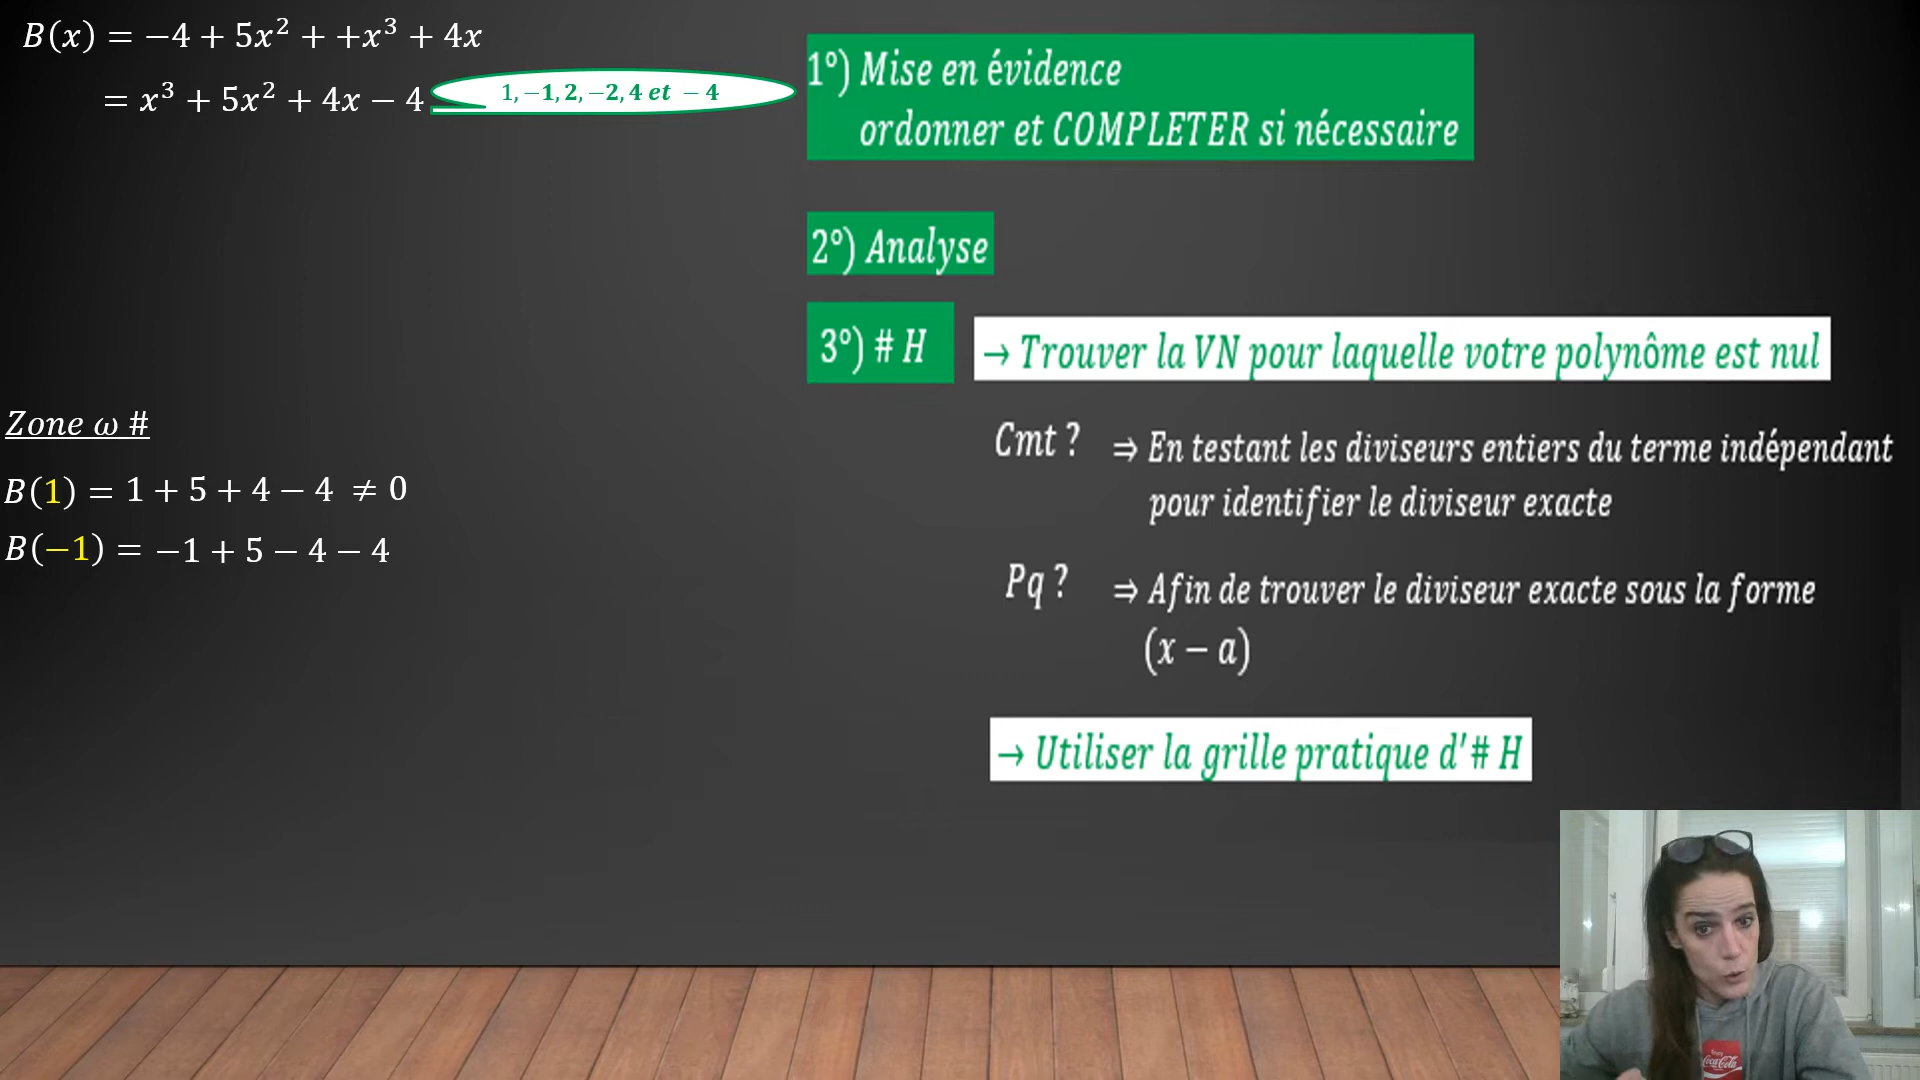 B(x) = −4 + 5x² + +x³ + 4x
= x³ + 5x² + 4x − 4
1, −1, 2, −2, 4 et − 4
1°) Mise en évidence
ordonner et COMPLETER si nécessaire
2°) Analyse
3°) # H
→ Trouver la VN pour laquelle votre polynôme est nul
Cmt ? ⇒ En testant les diviseurs entiers du terme indépendant
pour identifier le diviseur exacte
Pq ? ⇒ Afin de trouver le diviseur exacte sous la forme
(x − a)
→ Utiliser la grille pratique d'# H
Zone ω #
B(1) = 1 + 5 + 4 − 4 ≠ 0
B(−1) = −1 + 5 − 4 − 4
Enjoy
Coca-Cola